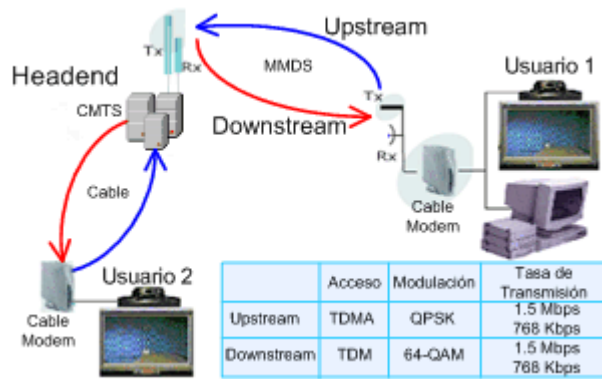 Upstream
Tx
Rx
MMDS
Headend
CMTS
Usuario 1
Tx
Downstream
Rx
Cable
Cable
Modem
Usuario 2
Cable
Modem
Acceso Modulación Tasa de
Transmisión
Upstream TDMA QPSK 1.5 Mbps
768 Kbps
Downstream TDM 64-QAM 1.5 Mbps
768 Kbps